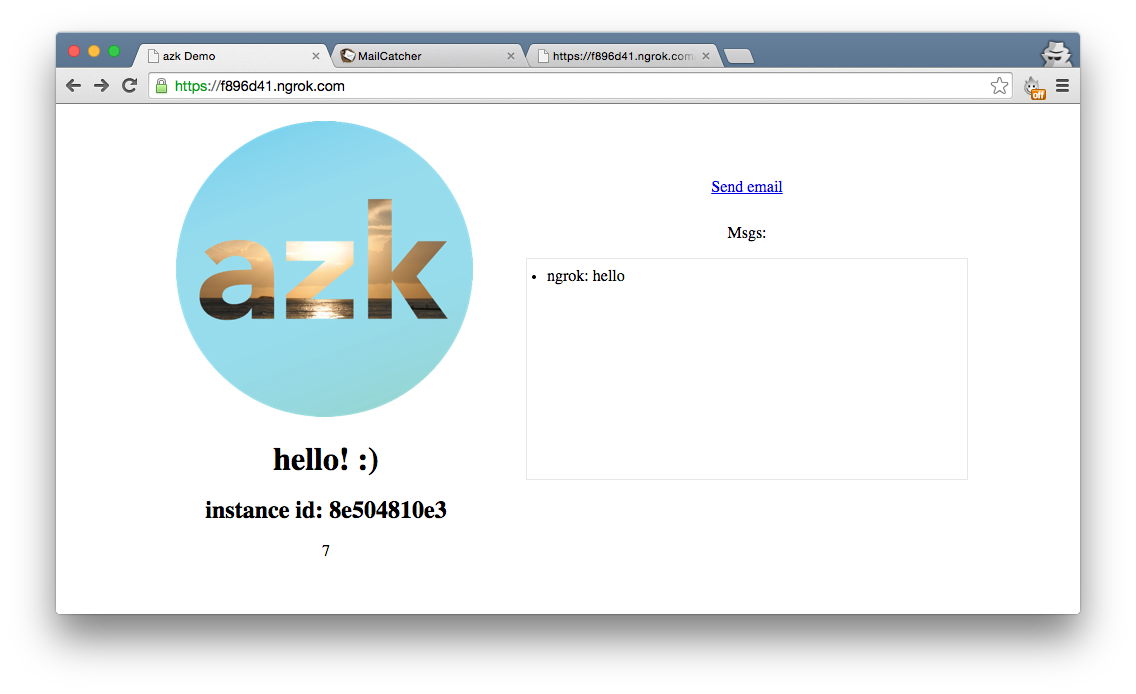 azk Demo
MailCatcher
https://f896d41.ngrok.com
https://f896d41.ngrok.com
off
azk
hello! :)
instance id: 8e504810e3
7
Send email
Msgs:
ngrok: hello